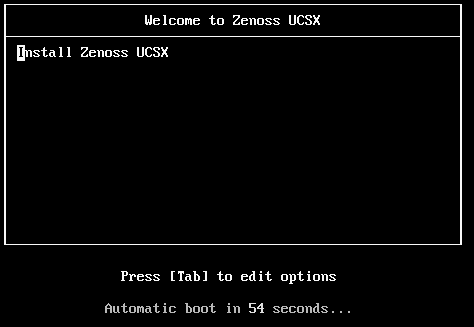 Welcome to Zenoss UCSX
Install Zenoss UCSX
Press [Tab] to edit options
Automatic boot in 54 seconds...